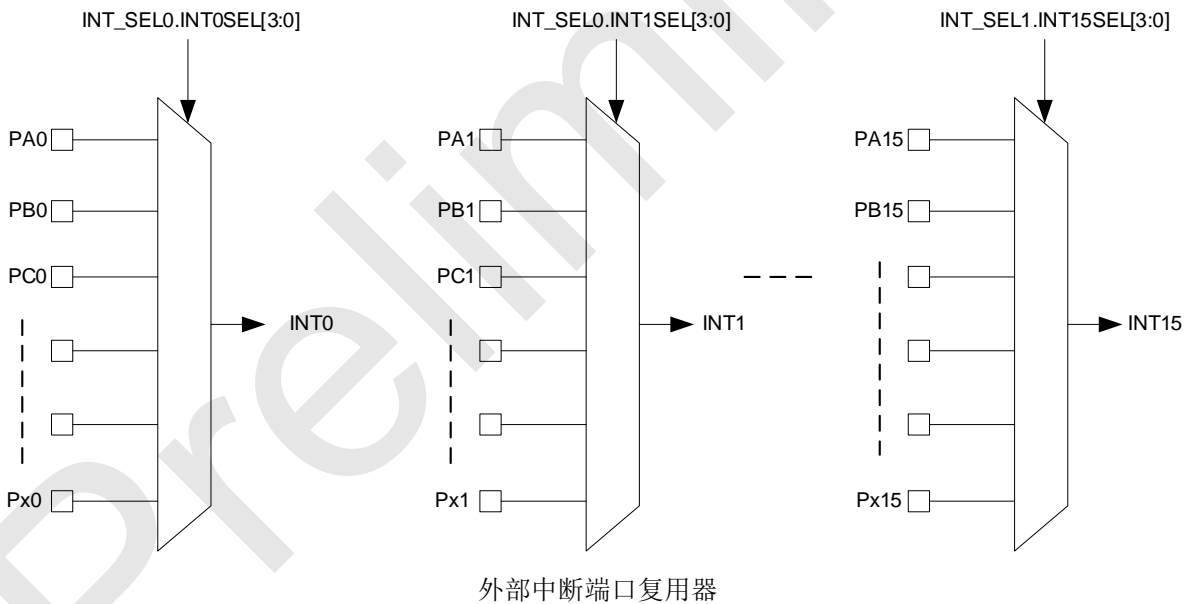 INT_SEL0.INT0SEL[3:0]
INT_SEL0.INT1SEL[3:0]
INT_SEL1.INT15SEL[3:0]
PA0
PA1
PA15
PB0
PB1
PB15
PC0
PC1
INT0
INT1
INT15
Px0
Px1
Px15
外部中断端口复用器
Prelimi